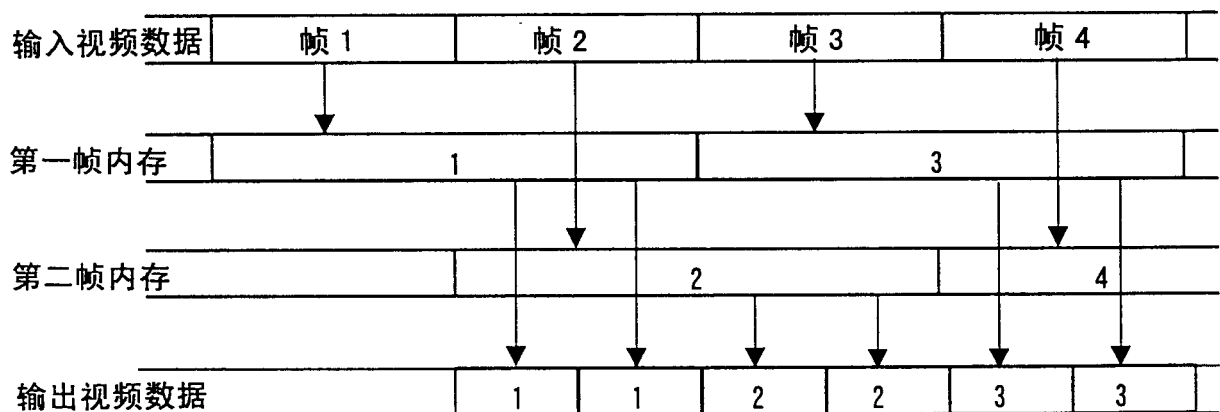 输入视频数据 帧1 帧2 帧3 帧4
第一帧内存 1 3
第二帧内存 2 4
输出视频数据 1 1 2 2 3 3